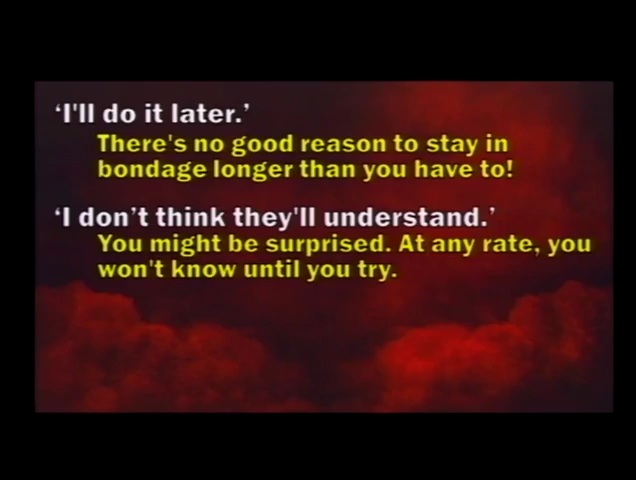 ‘I'll do it later.’
There's no good reason to stay in
bondage longer than you have to!
‘I don’t think they'll understand.’
You might be surprised. At any rate, you
won't know until you try.